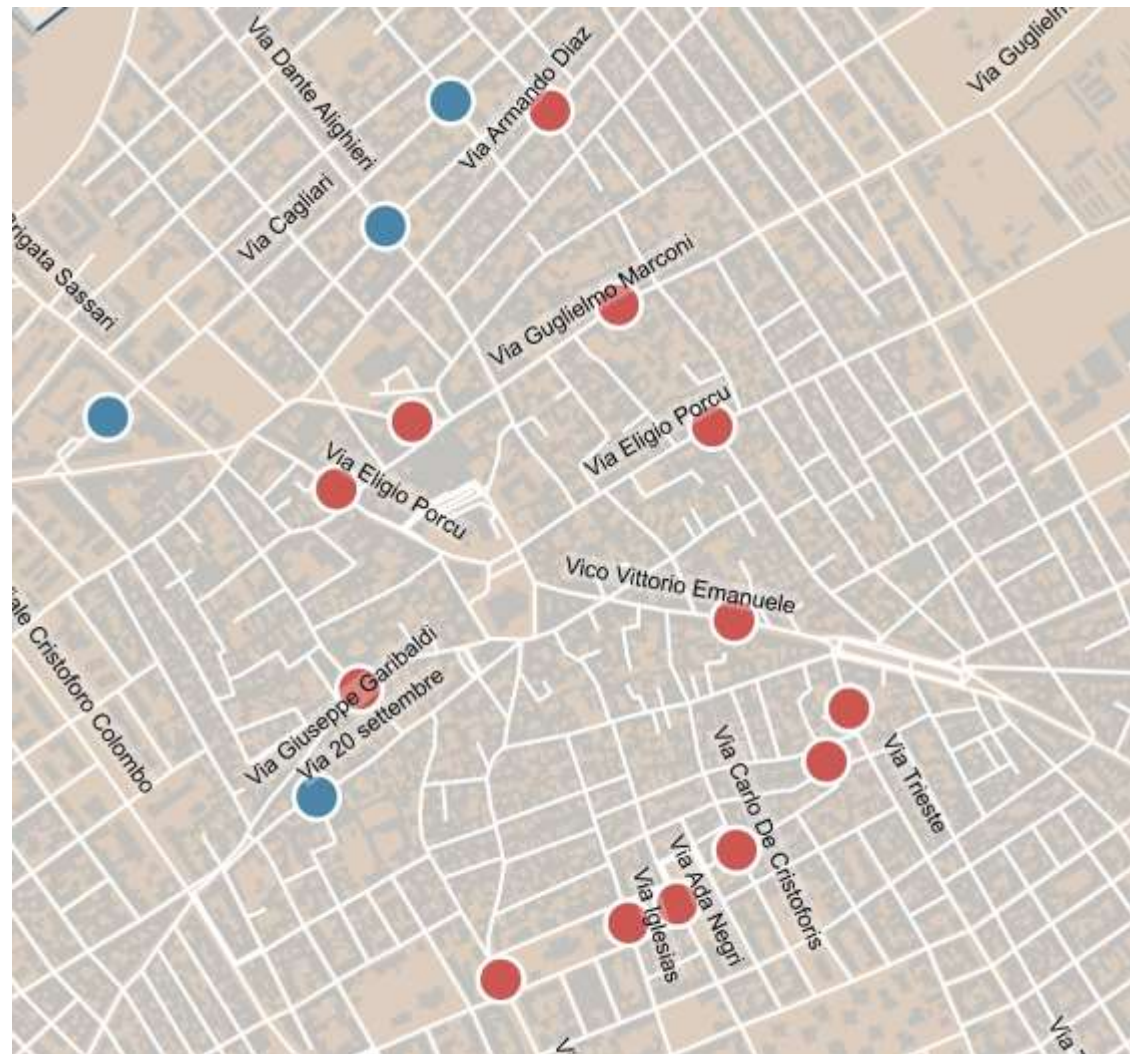 Via Dante Alighieri
Via Armando Diaz
Via Guglielm
Via Cagliari
rigata Sassari
Via Guglielmo Marconi
Via Eligio Porcu
Via Eligio Porcu
Vico Vittorio Emanuele
ale Cristoforo Colombo
Via Giuseppe Garibaldi
Via 20 settembre
Via Carlo De Cristoforis
Via Trieste
Via Ada Negri
Via Iglesias
Via